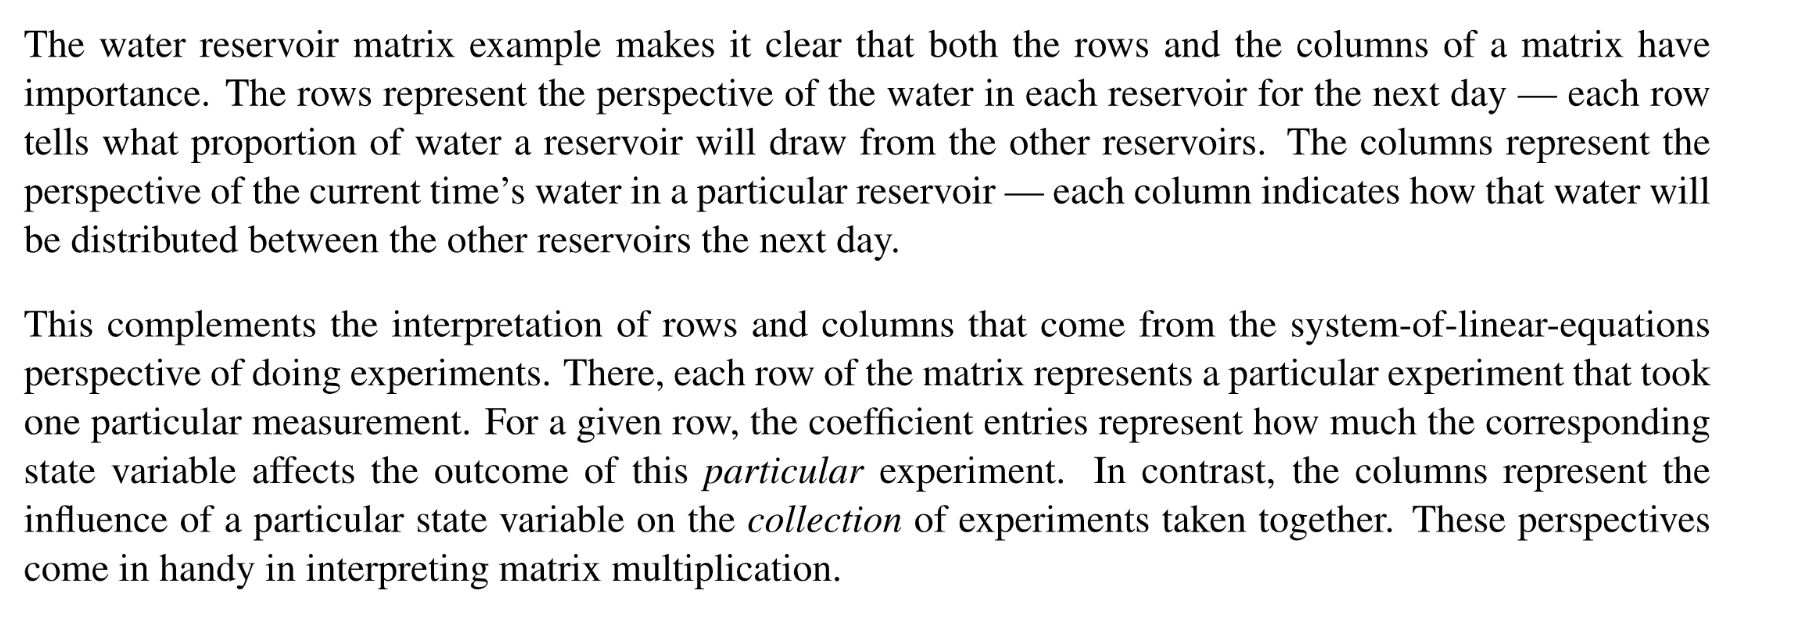 The water reservoir matrix example makes it clear that both the rows and the columns of a matrix have
importance. The rows represent the perspective of the water in each reservoir for the next day — each row
tells what proportion of water a reservoir will draw from the other reservoirs. The columns represent the
perspective of the current time’s water in a particular reservoir — each column indicates how that water will
be distributed between the other reservoirs the next day.
This complements the interpretation of rows and columns that come from the system-of-linear-equations
perspective of doing experiments. There, each row of the matrix represents a particular experiment that took
one particular measurement. For a given row, the coefficient entries represent how much the corresponding
state variable affects the outcome of this particular experiment. In contrast, the columns represent the
influence of a particular state variable on the collection of experiments taken together. These perspectives
come in handy in interpreting matrix multiplication.